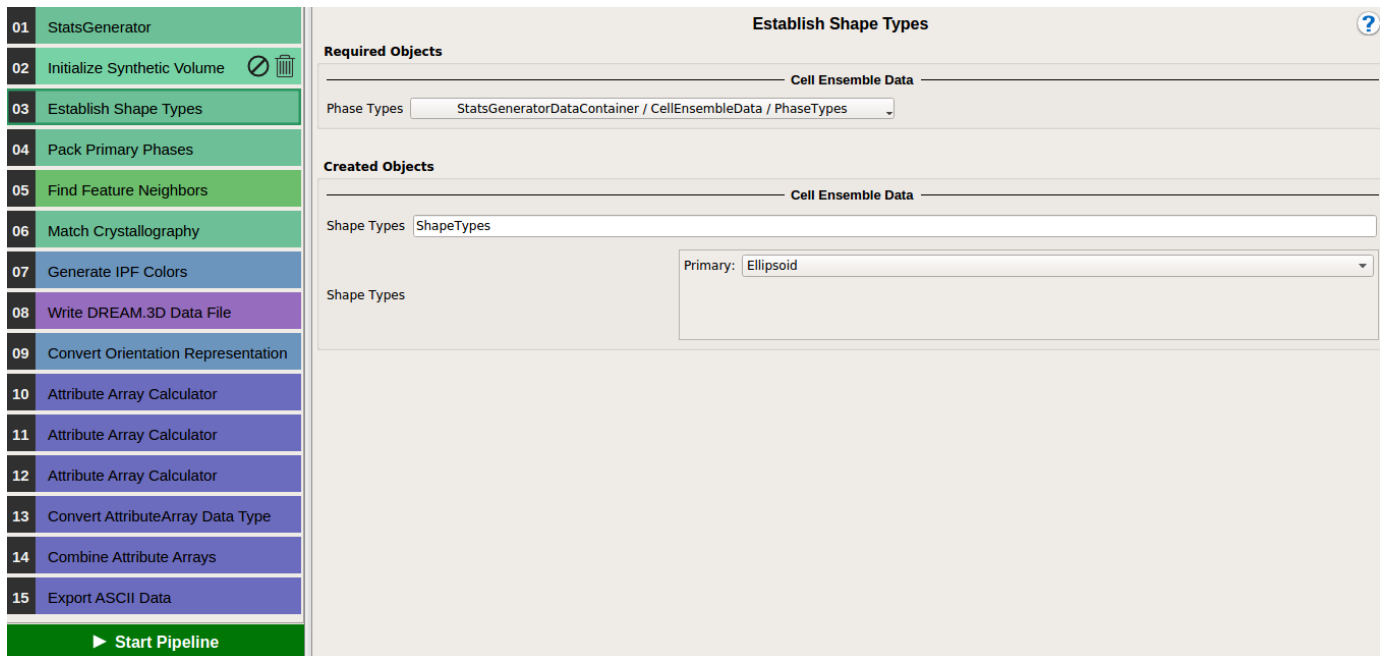 01 StatsGenerator
02 Initialize Synthetic Volume
03 Establish Shape Types
04 Pack Primary Phases
05 Find Feature Neighbors
06 Match Crystallography
07 Generate IPF Colors
08 Write DREAM.3D Data File
09 Convert Orientation Representation
10 Attribute Array Calculator
11 Attribute Array Calculator
12 Attribute Array Calculator
13 Convert AttributeArray Data Type
14 Combine Attribute Arrays
15 Export ASCII Data
Start Pipeline
Establish Shape Types
?
Required Objects
Cell Ensemble Data
Phase Types StatsGeneratorDataContainer / CellEnsembleData / PhaseTypes
Created Objects
Cell Ensemble Data
Shape Types ShapeTypes
Primary: Ellipsoid
Shape Types